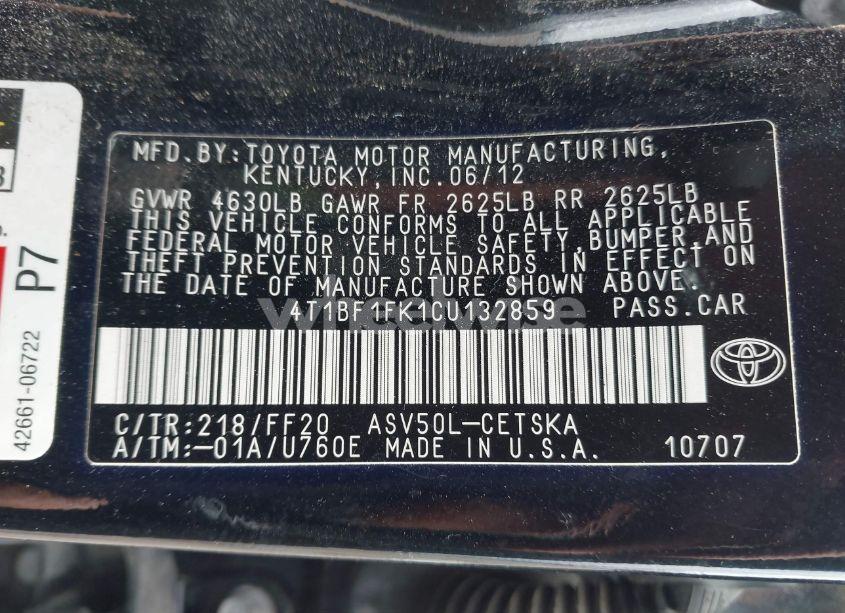 MFD.BY:TOYOTA MOTOR MANUFACTURING,
KENTUCKY,INC.06/12
GVWR 4630LB GAWR FR 2625LB RR 2625LB
THIS VEHICLE CONFORMS TO ALL APPLICABLE
FEDERAL MOTOR VEHICLE SAFETY,BUMPER,AND
THEFT PREVENTION STANDARDS IN EFFECT ON
THE DATE OF MANUFACTURE SHOWN ABOVE.
4T1BF1FK1CU132859 PASS.CAR
C/TR:218/FF20 ASV50L-CETSKA
A/TM:-01A/U760E MADE IN U.S.A. 10707
P7
42661-06722